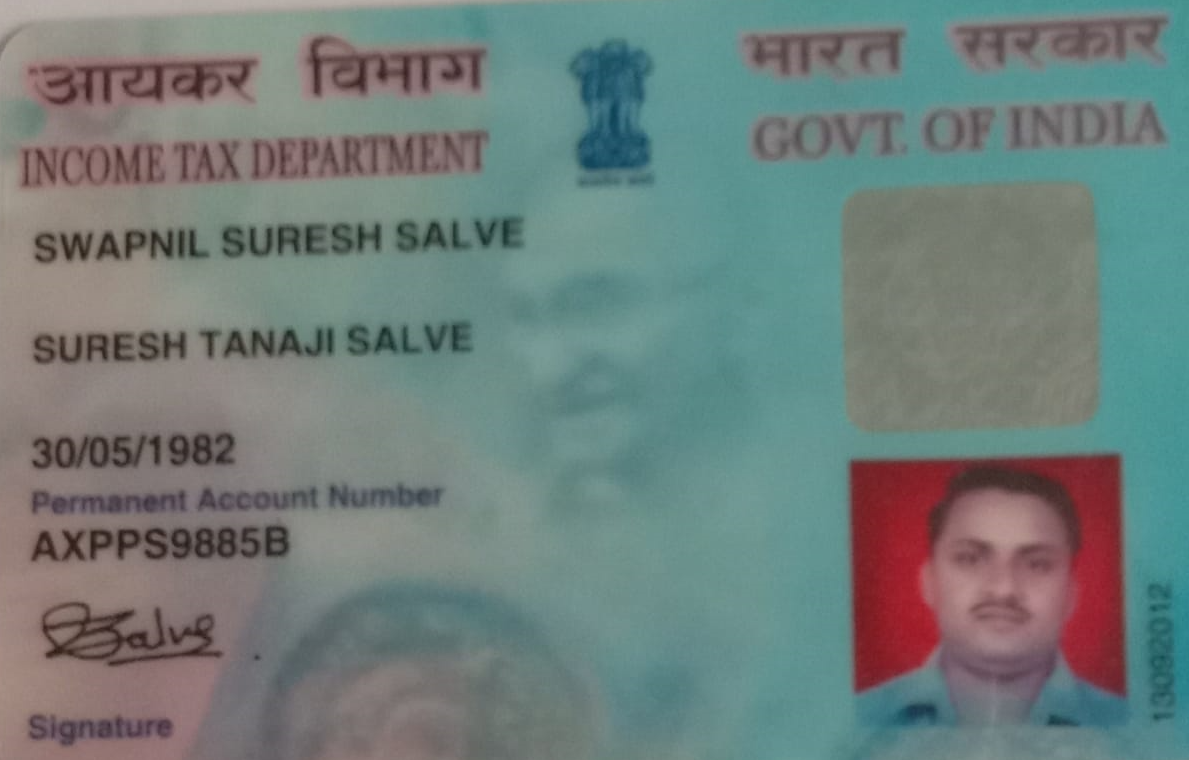 आयकर विभाग
भारत सरकार
INCOME TAX DEPARTMENT
GOVT. OF INDIA
SWAPNIL SURESH SALVE
SURESH TANAJI SALVE
30/05/1982
Permanent Account Number
AXPPS9885B
Salve
Signature
13092012